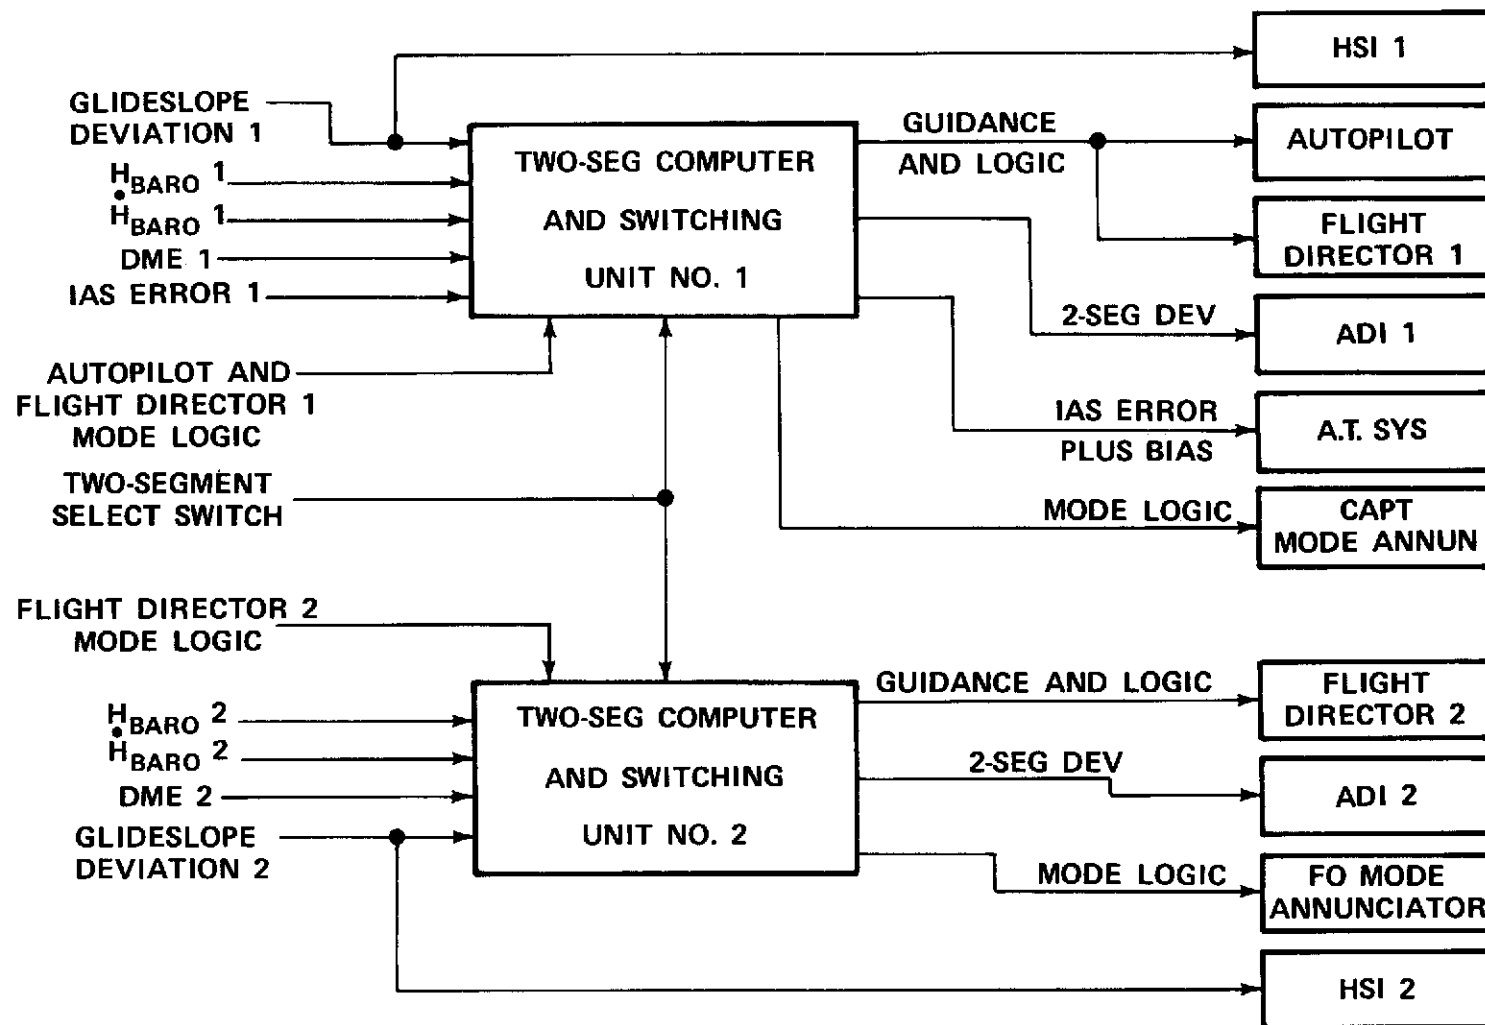 HSI 1
GLIDESLOPE
DEVIATION 1
GUIDANCE
AND LOGIC
AUTOPILOT
H BARO 1
Ḣ BARO 1
DME 1
IAS ERROR 1
TWO-SEG COMPUTER
AND SWITCHING
UNIT NO. 1
FLIGHT
DIRECTOR 1
2-SEG DEV
ADI 1
AUTOPILOT AND
FLIGHT DIRECTOR 1
MODE LOGIC
IAS ERROR
PLUS BIAS
A.T. SYS
TWO-SEGMENT
SELECT SWITCH
MODE LOGIC
CAPT
MODE ANNUN
FLIGHT DIRECTOR 2
MODE LOGIC
GUIDANCE AND LOGIC
FLIGHT
DIRECTOR 2
H BARO 2
Ḣ BARO 2
DME 2
GLIDESLOPE
DEVIATION 2
TWO-SEG COMPUTER
AND SWITCHING
UNIT NO. 2
2-SEG DEV
ADI 2
MODE LOGIC
FO MODE
ANNUNCIATOR
HSI 2